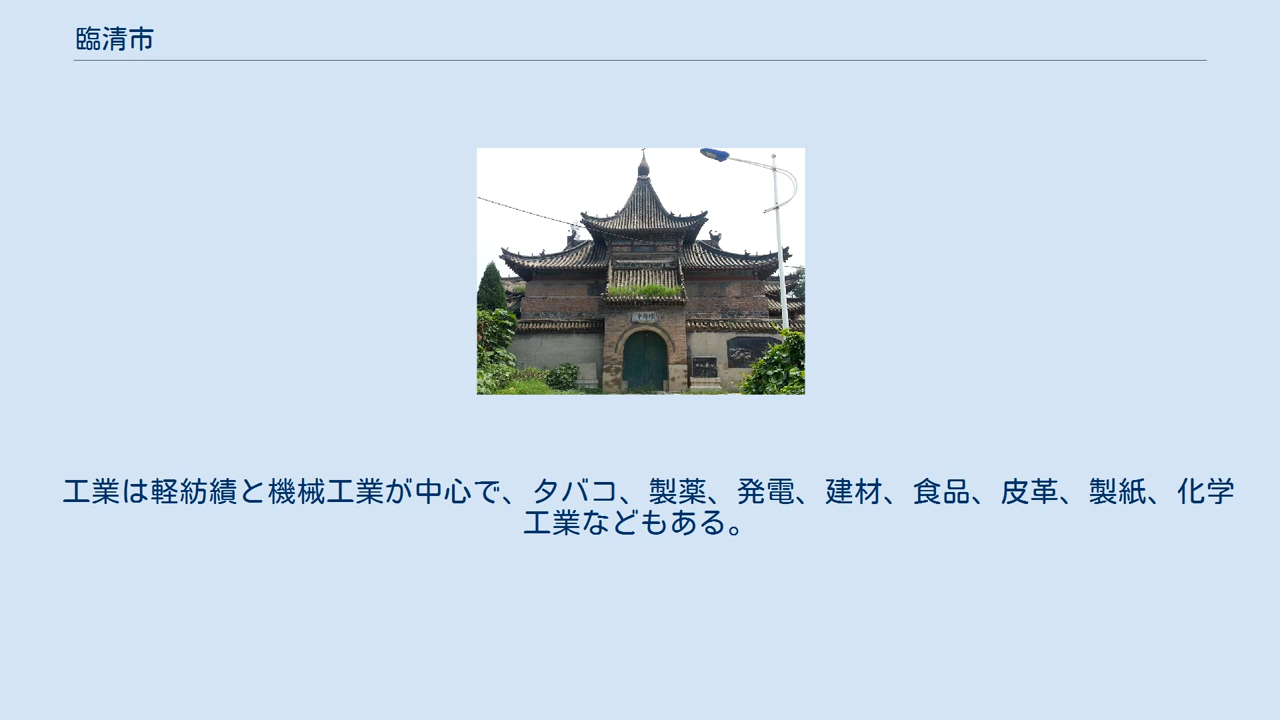 臨清市
工業は軽紡績と機械工業が中心で、タバコ、製薬、発電、建材、食品、皮革、製紙、化学
工業などもある。